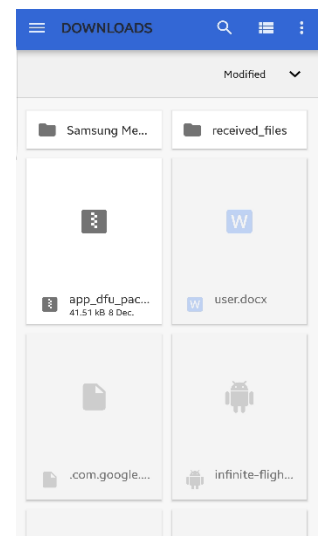 DOWNLOADS
Modified
Samsung Me...
received_files
W
app_dfu_pac...
41.51 kB 8 Dec.
W
user.docx
.com.google....
infinite-fligh...